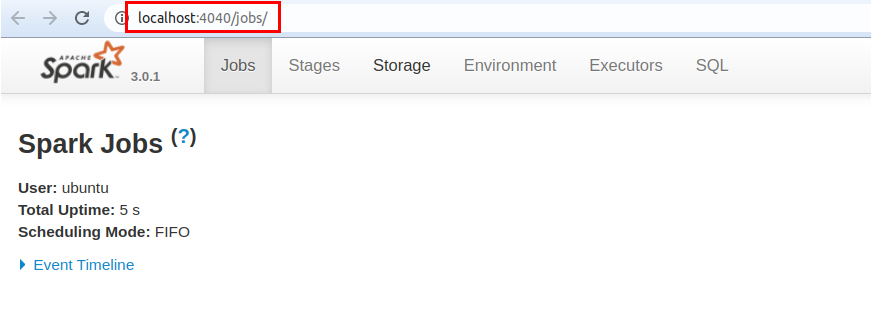 localhost:4040/jobs/
APACHE
Spark™ 3.0.1 Jobs Stages Storage Environment Executors SQL
Spark Jobs (?)
User: ubuntu
Total Uptime: 5 s
Scheduling Mode: FIFO
Event Timeline